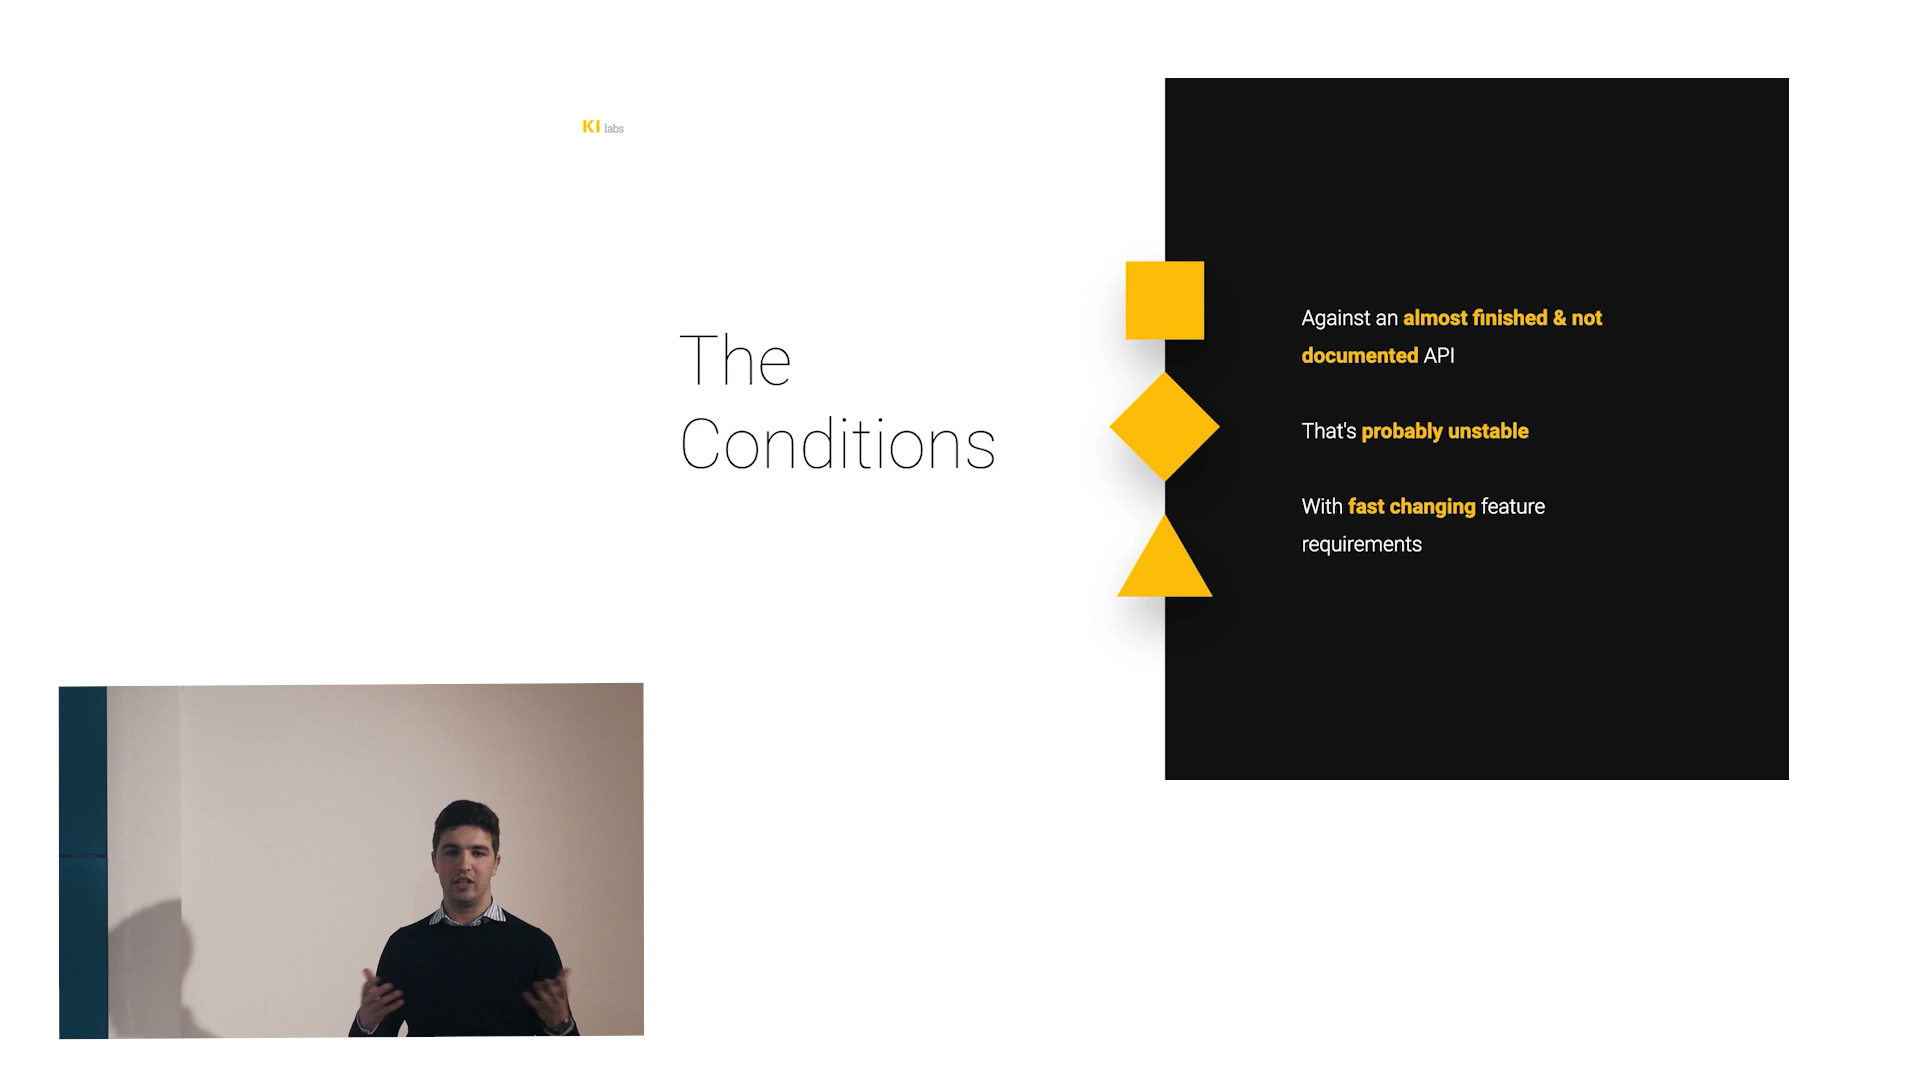 KI labs
The
Conditions
Against an almost finished & not
documented API
That's probably unstable
With fast changing feature
requirements